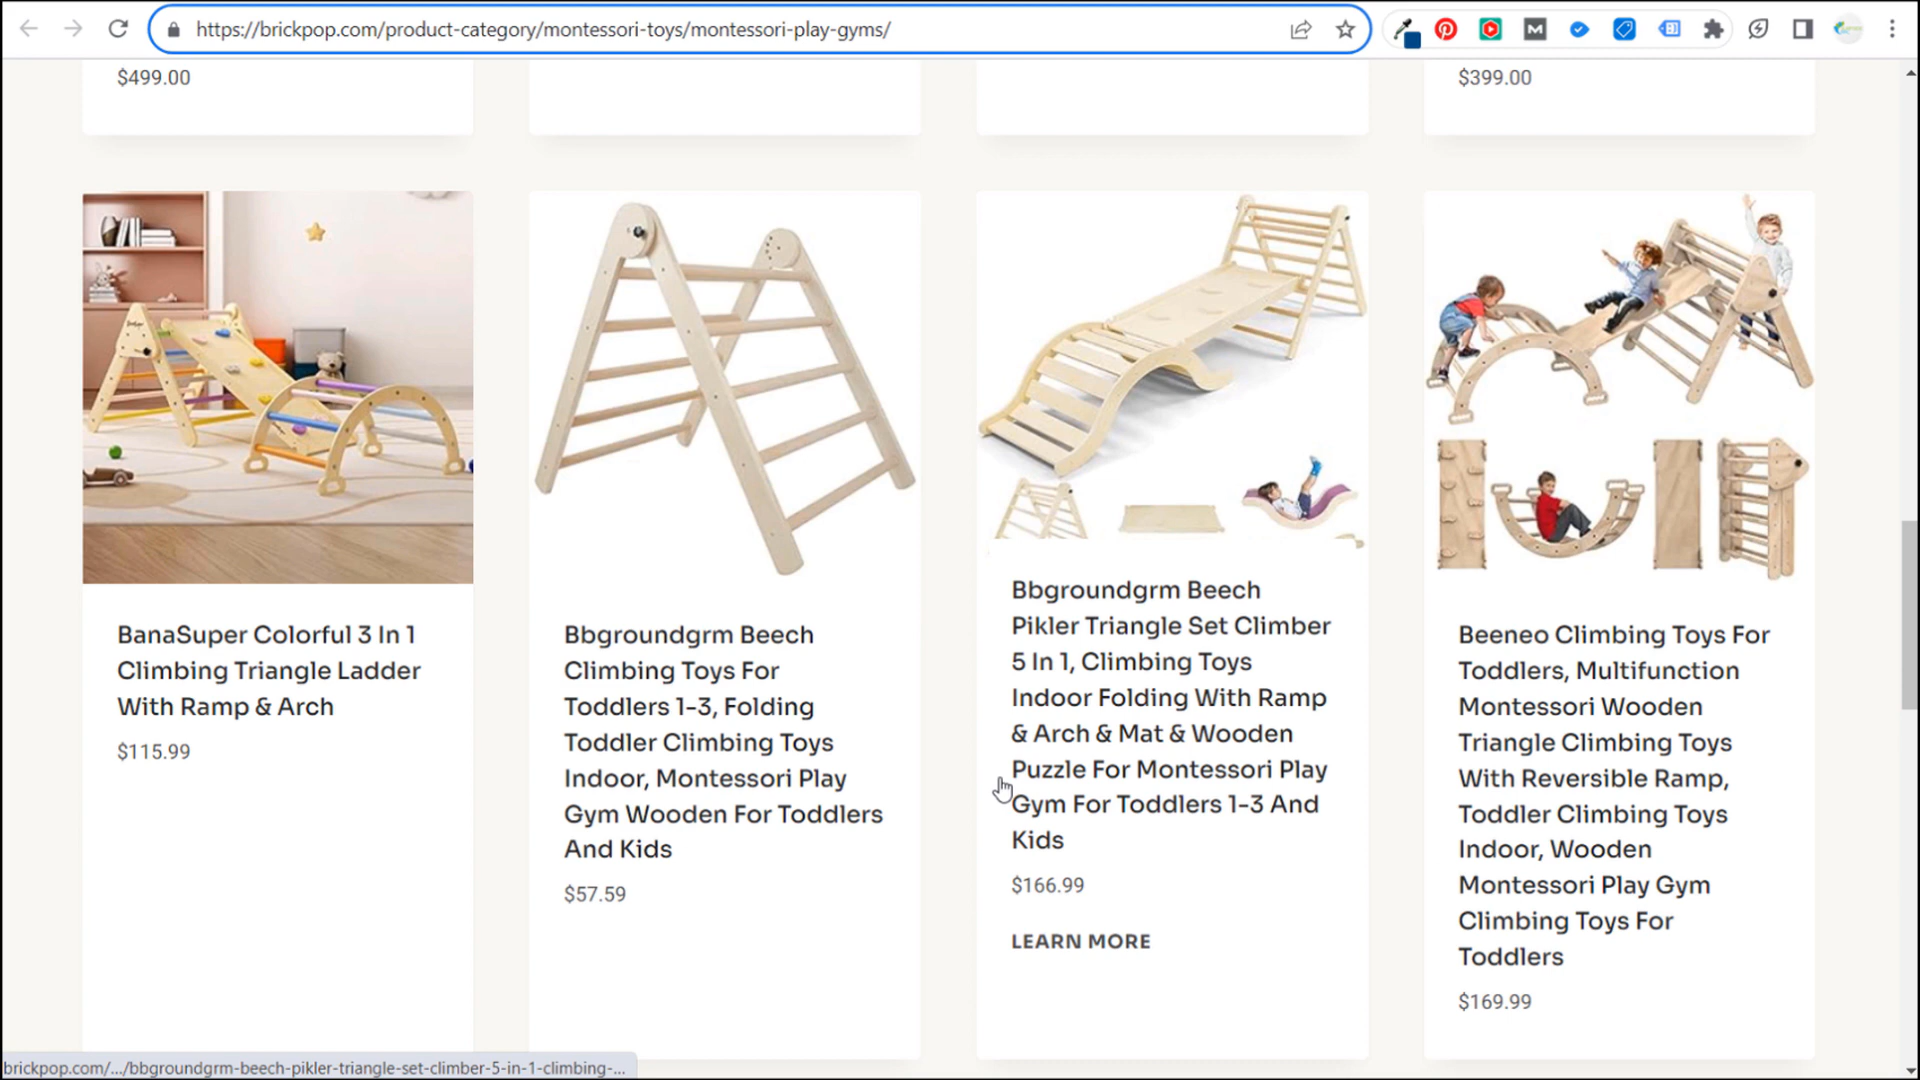 https://brickpop.com/product-category/montessori-toys/montessori-play-gyms/
$499.00
$399.00
BanaSuper Colorful 3 In 1
Climbing Triangle Ladder
With Ramp & Arch
$115.99
Bbgroundgrm Beech
Climbing Toys For
Toddlers 1-3, Folding
Toddler Climbing Toys
Indoor, Montessori Play
Gym Wooden For Toddlers
And Kids
$57.59
Bbgroundgrm Beech
Pikler Triangle Set Climber
5 In 1, Climbing Toys
Indoor Folding With Ramp
& Arch & Mat & Wooden
Puzzle For Montessori Play
Gym For Toddlers 1-3 And
Kids
$166.99
LEARN MORE
Beeneo Climbing Toys For
Toddlers, Multifunction
Montessori Wooden
Triangle Climbing Toys
With Reversible Ramp,
Toddler Climbing Toys
Indoor, Wooden
Montessori Play Gym
Climbing Toys For
Toddlers
$169.99
brickpop.com/.../bbgroundgrm-beech-pikler-triangle-set-climber-5-in-1-climbing-...